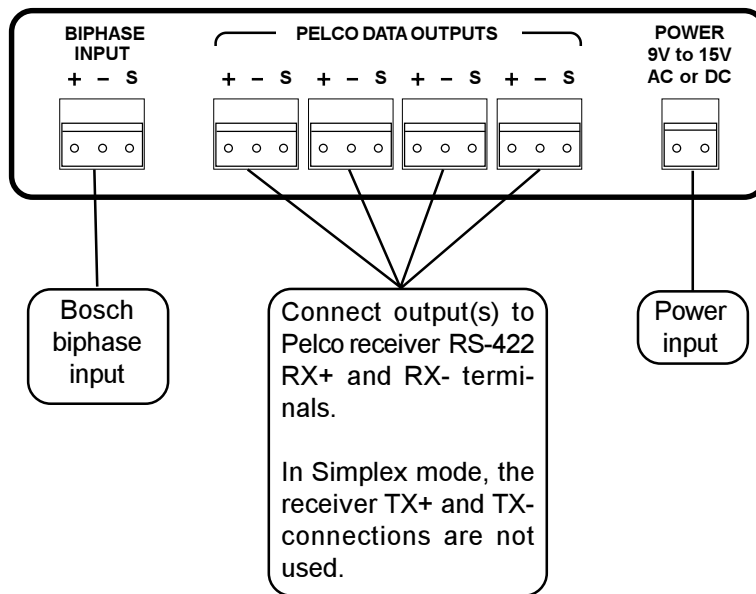 BIPHASE
INPUT
+ − S
PELCO DATA OUTPUTS
+ − S + − S + − S + − S
POWER
9V to 15V
AC or DC
Bosch
biphase
input
Connect output(s) to
Pelco receiver RS-422
RX+ and RX- termi-
nals.
In Simplex mode, the
receiver TX+ and TX-
connections are not
used.
Power
input